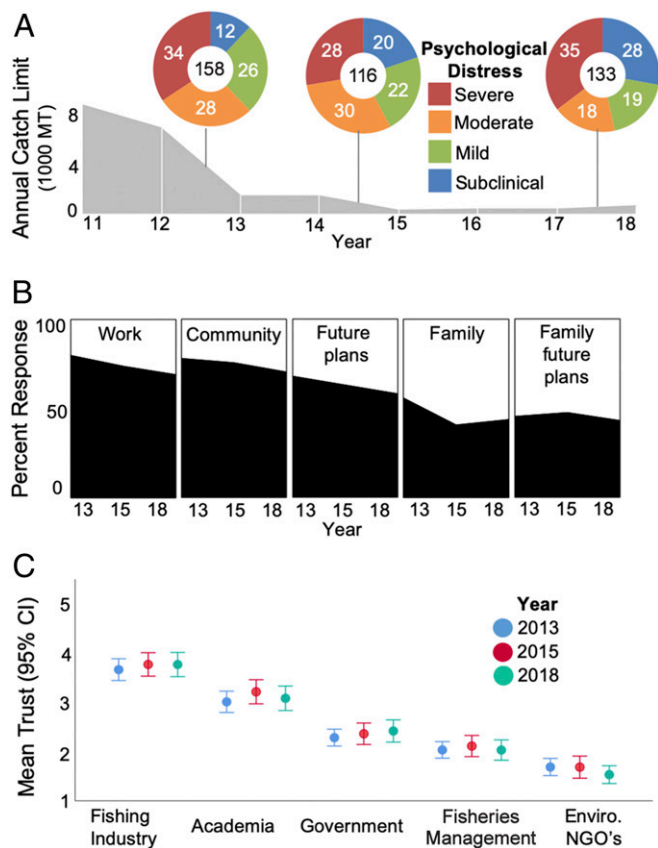 A
Annual Catch Limit
(1000 MT)
8
4
0
34
12
158
26
28
28
20
116
22
30
Psychological
Distress
Severe
Moderate
Mild
Subclinical
35
28
133
19
18
11 12 13 14 15 16 17 18
Year
B
Percent Response
100
50
0
Work
Community
Future
plans
Family
Family
future
plans
13 15 18 13 15 18 13 15 18 13 15 18 13 15 18
Year
C
Mean Trust (95% CI)
5
4
3
2
1
Year
2013
2015
2018
Fishing
Industry
Academia
Government
Fisheries
Management
Enviro.
NGO's